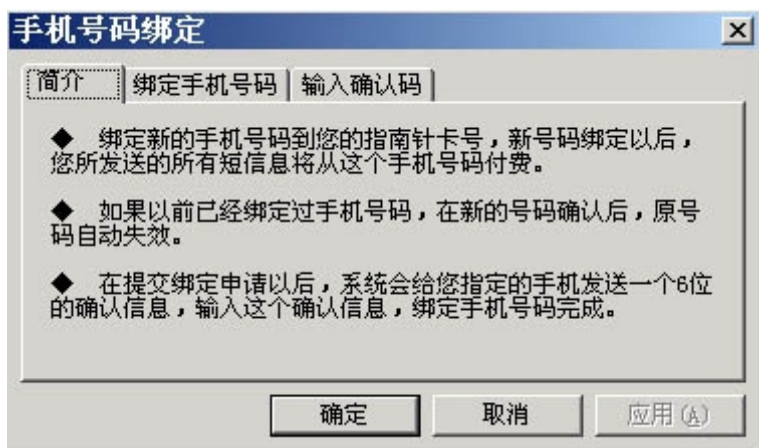 手机号码绑定
简介 绑定手机号码 输入确认码
◆ 绑定新的手机号码到您的指南针卡号，新号码绑定以后，
您所发送的所有短信息将从这个手机号码付费。
◆ 如果以前已经绑定过手机号码，在新的号码确认后，原号
码自动失效。
◆ 在提交绑定申请以后，系统会给您指定的手机发送一个6位
的确认信息，输入这个确认信息，绑定手机号码完成。
确定 取消 应用(A)